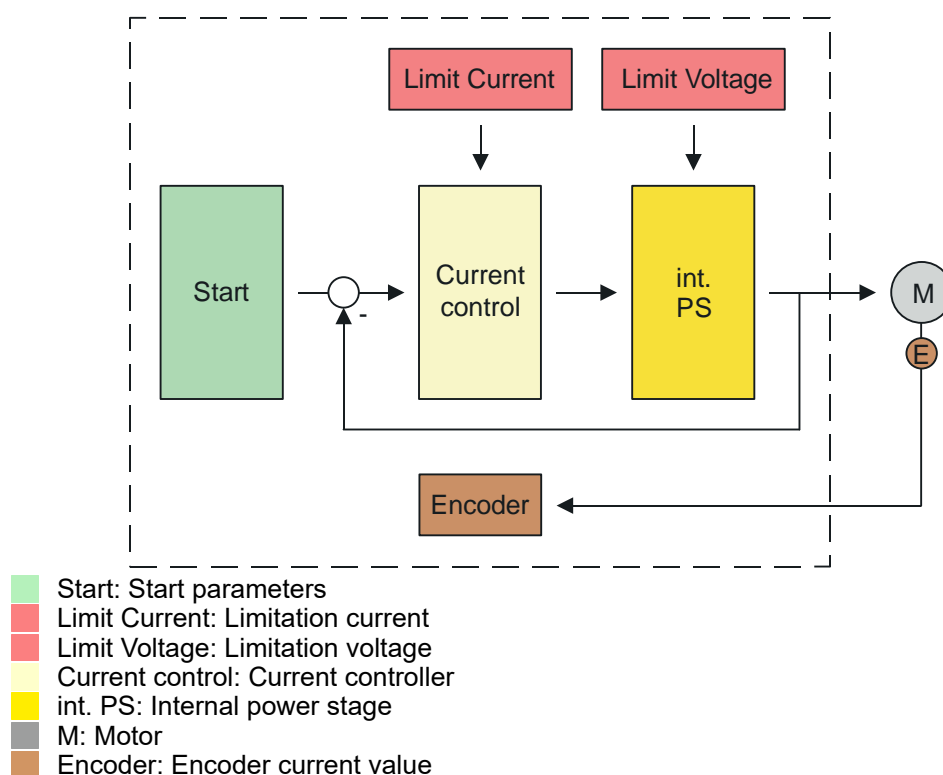 Limit Current
Limit Voltage
Start
Current
control
int.
PS
M
-
E
Encoder
Start: Start parameters
Limit Current: Limitation current
Limit Voltage: Limitation voltage
Current control: Current controller
int. PS: Internal power stage
M: Motor
Encoder: Encoder current value